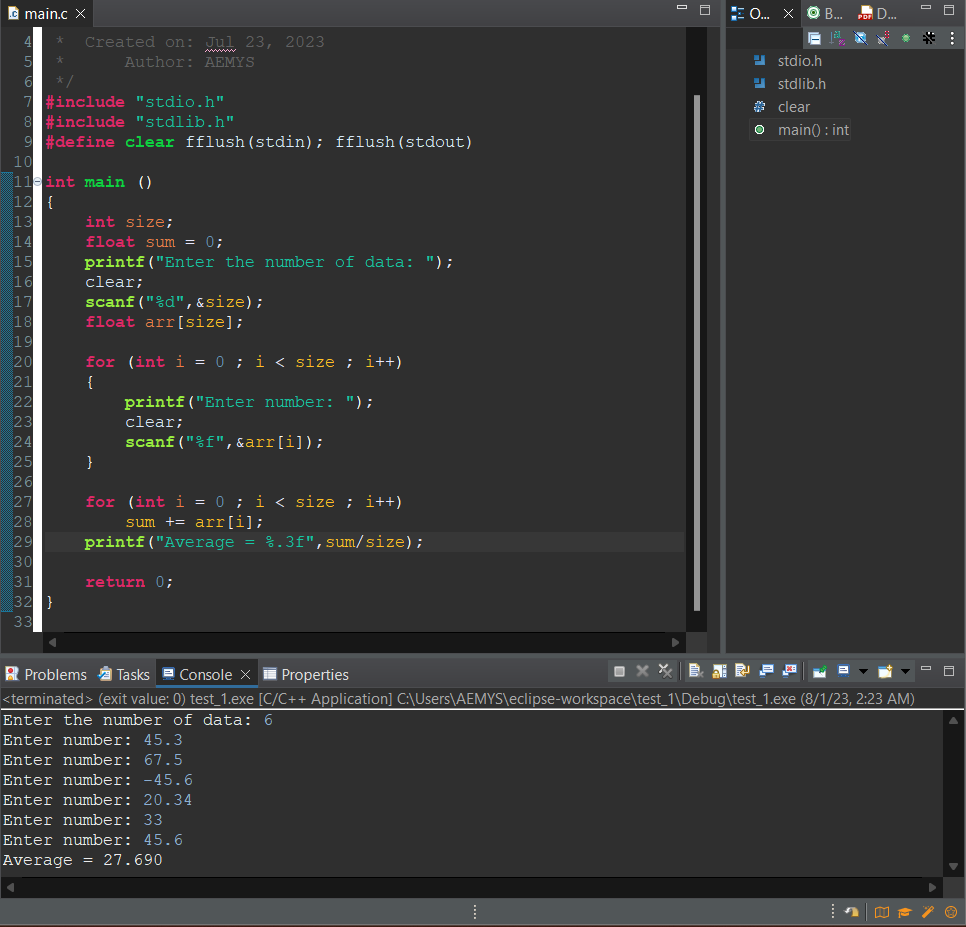 main.c
4 *  Created on: Jul 23, 2023
5 *      Author: AEMYS
6 */
7 #include "stdio.h"
8 #include "stdlib.h"
9 #define clear fflush(stdin); fflush(stdout)
10
11 int main ()
12 {
13     int size;
14     float sum = 0;
15     printf("Enter the number of data: ");
16     clear;
17     scanf("%d",&size);
18     float arr[size];
19
20     for (int i = 0 ; i < size ; i++)
21     {
22         printf("Enter number: ");
23         clear;
24         scanf("%f",&arr[i]);
25     }
26
27     for (int i = 0 ; i < size ; i++)
28         sum += arr[i];
29     printf("Average = %.3f",sum/size);
30
31     return 0;
32 }
33
O... B... D...
stdio.h
stdlib.h
clear
main() : int
Problems Tasks Console Properties
<terminated> (exit value: 0) test_1.exe [C/C++ Application] C:\Users\AEMYS\eclipse-workspace\test_1\Debug\test_1.exe (8/1/23, 2:23 AM)
Enter the number of data: 6
Enter number: 45.3
Enter number: 67.5
Enter number: -45.6
Enter number: 20.34
Enter number: 33
Enter number: 45.6
Average = 27.690